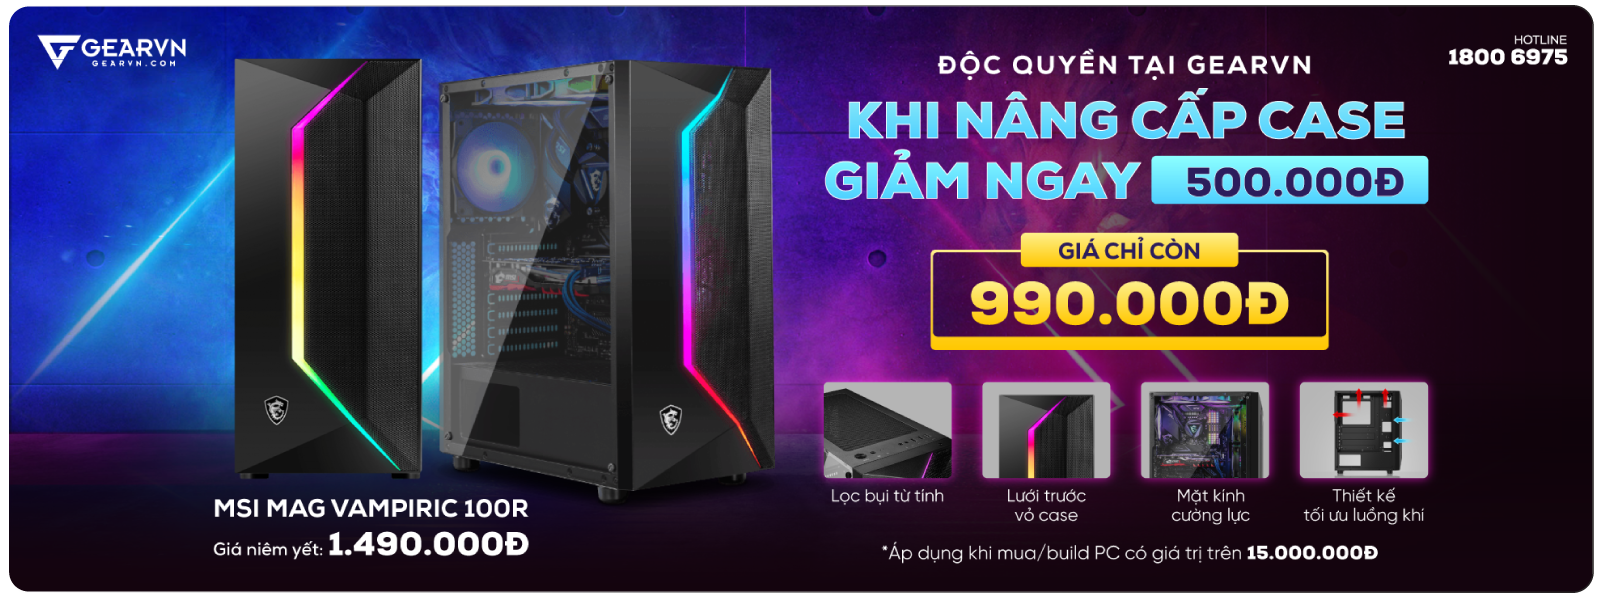 GEARVN
GEARVN.COM
HOTLINE
1800 6975
ĐỘC QUYỀN TẠI GEARVN
KHI NÂNG CẤP CASE
GIẢM NGAY 500.000Đ
GIÁ CHỈ CÒN
990.000Đ
Lọc bụi từ tính
Lưới trước
vỏ case
Mặt kính
cường lực
Thiết kế
tối ưu luồng khí
MSI MAG VAMPIRIC 100R
Giá niêm yết: 1.490.000Đ
*Áp dụng khi mua/build PC có giá trị trên 15.000.000Đ